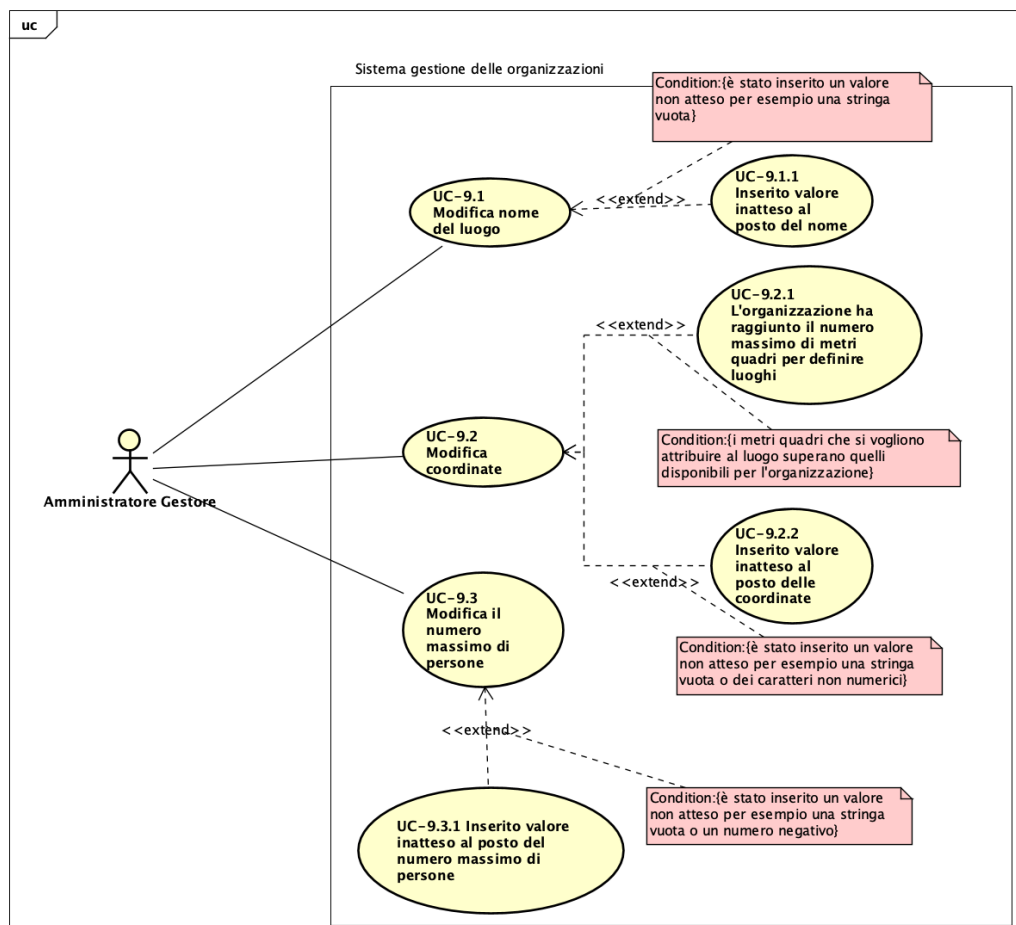 uc
Sistema gestione delle organizzazioni
Condition:{è stato inserito un valore
non atteso per esempio una stringa
vuota}
UC-9.1
Modifica nome
del luogo
<<extend>>
UC-9.1.1
Inserito valore
inatteso al
posto del nome
UC-9.2.1
L'organizzazione ha
raggiunto il numero
massimo di metri
quadri per definire
luoghi
<<extend>>
UC-9.2
Modifica
coordinate
Condition:{i metri quadri che si vogliono
attribuire al luogo superano quelli
disponibili per l'organizzazione}
Amministratore Gestore
UC-9.2.2
Inserito valore
inatteso al
posto delle
coordinate
<<extend>>
UC-9.3
Modifica il
numero
massimo di
persone
Condition:{è stato inserito un valore
non atteso per esempio una stringa
vuota o dei caratteri non numerici}
<<extend>>
Condition:{è stato inserito un valore
non atteso per esempio una stringa
vuota o un numero negativo}
UC-9.3.1 Inserito valore
inatteso al posto del
numero massimo di
persone